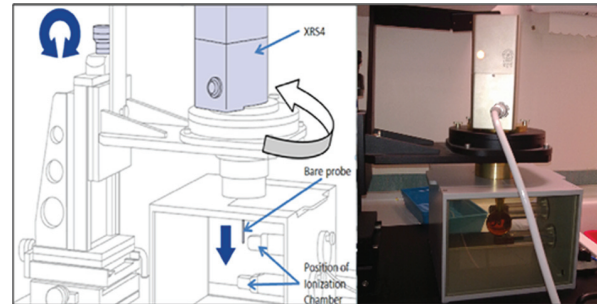 XRS4
Bare probe
Position of
Ionization
Chamber